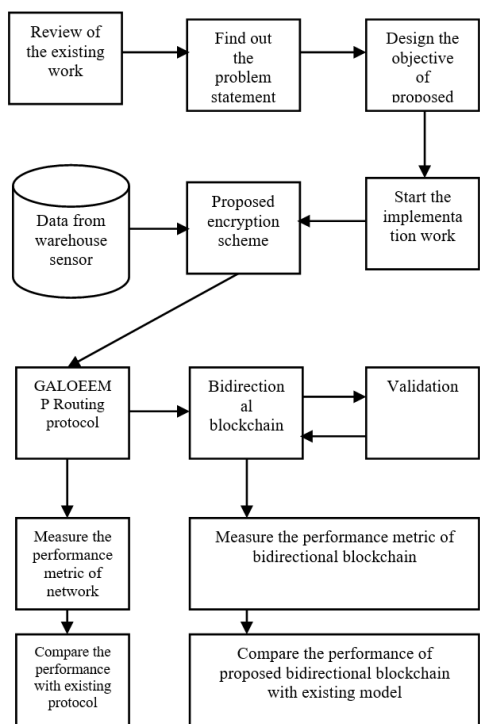 Review of
the existing
work
Find out
the
problem
statement
Design the
objective
of
proposed
Data from
warehouse
sensor
Proposed
encryption
scheme
Start the
implementa
tion work
GALOEEM
P Routing
protocol
Bidirection
al
blockchain
Validation
Measure the
performance
metric of
network
Measure the performance metric of
bidirectional blockchain
Compare the
performance
with existing
protocol
Compare the performance of
proposed bidirectional blockchain
with existing model